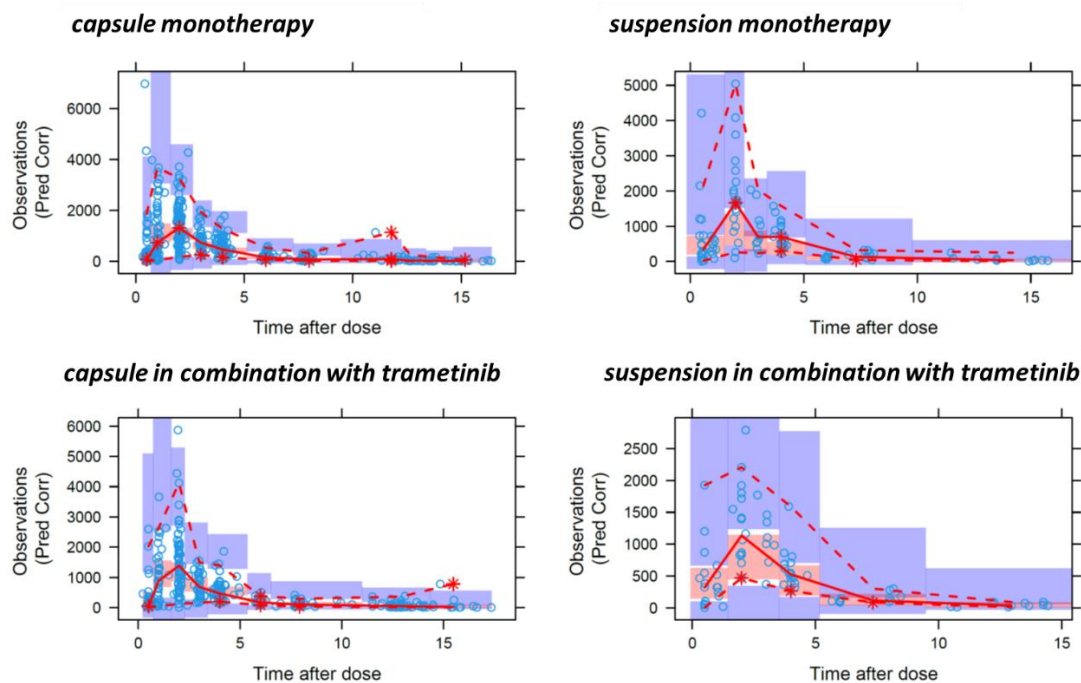 capsule monotherapy
suspension monotherapy
Observations
(Pred Corr)
6000
4000
2000
0
0 5 10 15
Time after dose
Observations
(Pred Corr)
5000
4000
3000
2000
1000
0
0 5 10 15
Time after dose
capsule in combination with trametinib
suspension in combination with trametinib
Observations
(Pred Corr)
6000
5000
4000
3000
2000
1000
0
0 5 10 15
Time after dose
Observations
(Pred Corr)
2500
2000
1500
1000
500
0
0 5 10 15
Time after dose